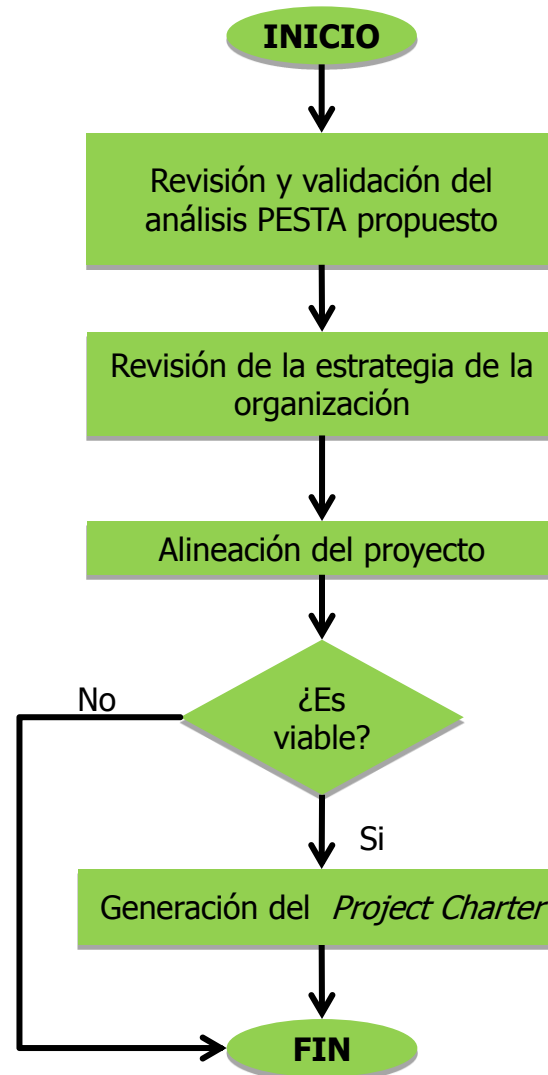 INICIO
Revisión y validación del
análisis PESTA propuesto
Revisión de la estrategia de la
organización
Alineación del proyecto
No
¿Es
viable?
Si
Generación del Project Charter
FIN